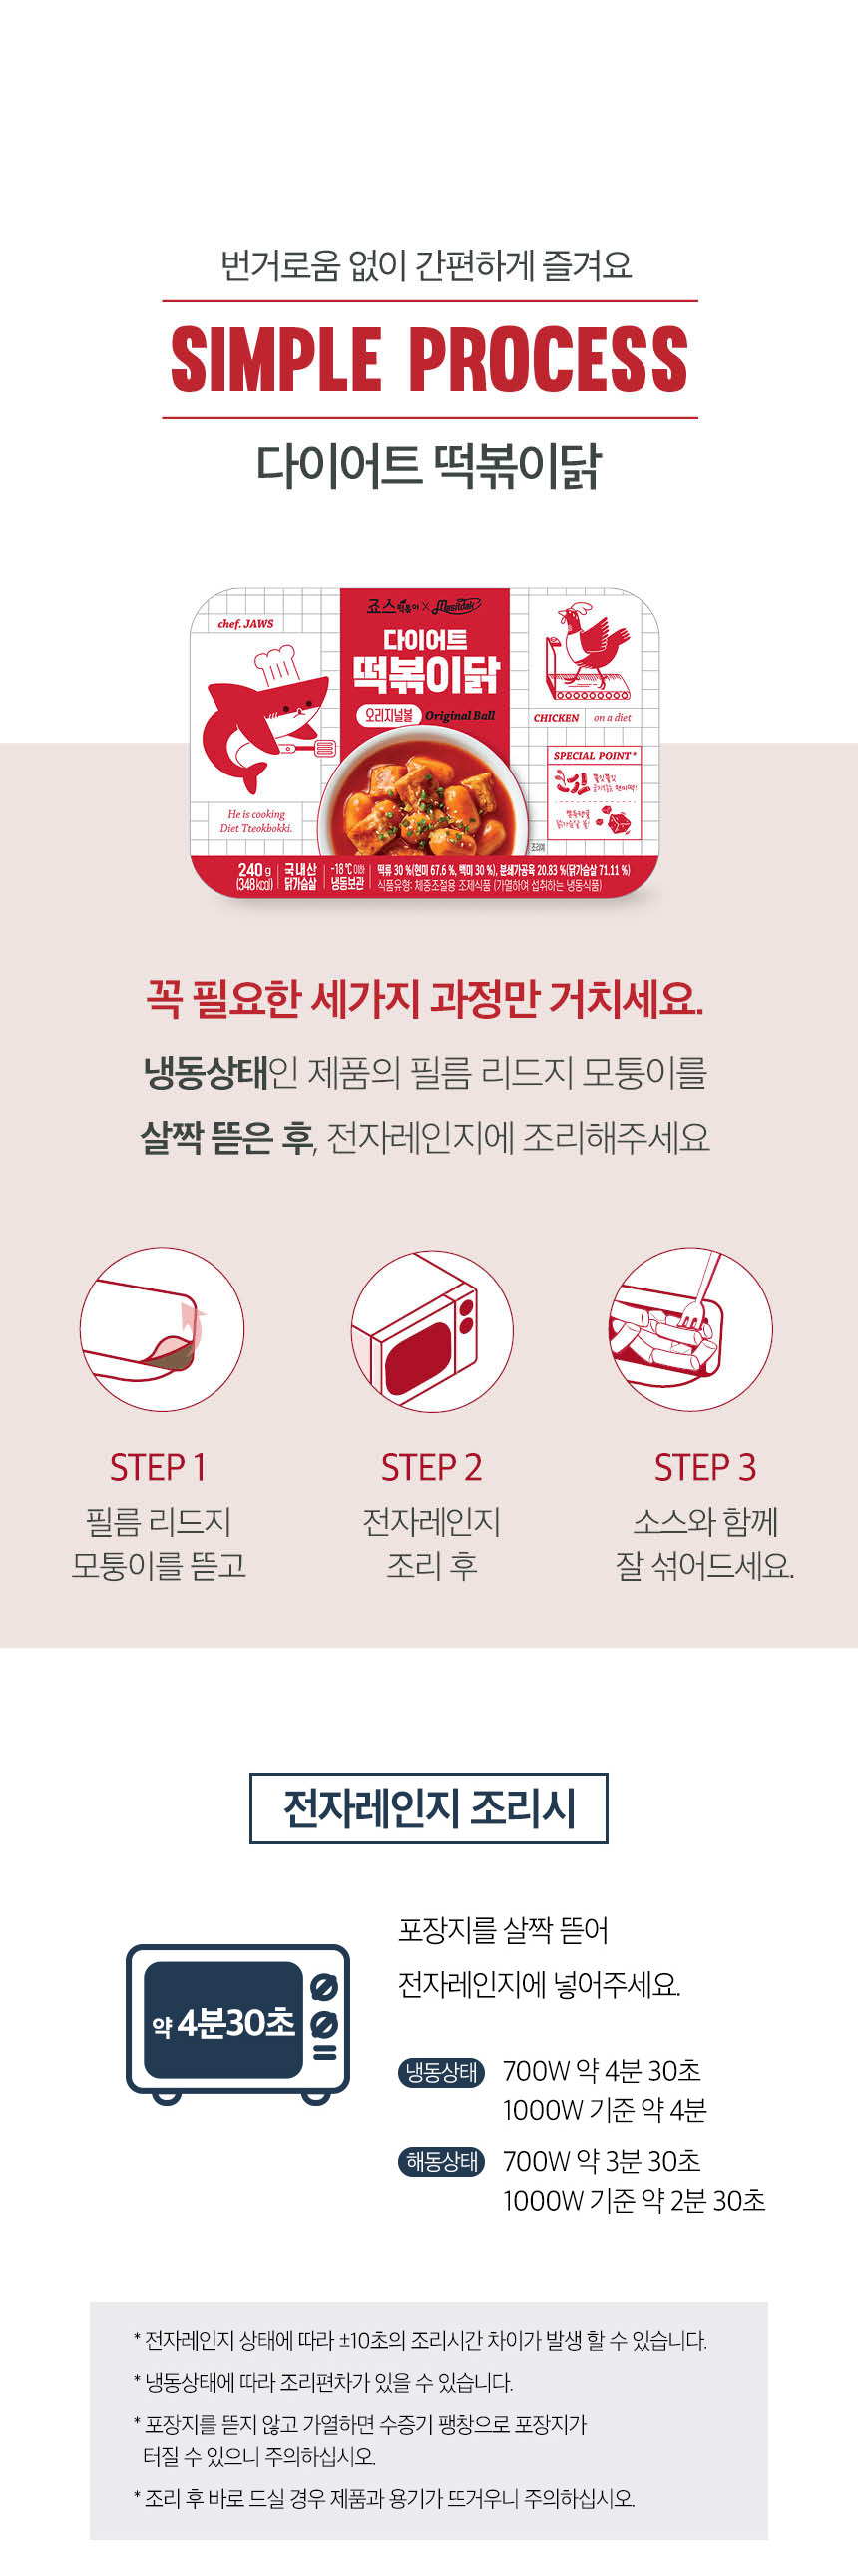 번거로움 없이 간편하게 즐겨요
SIMPLE PROCESS
다이어트 떡볶이닭
죠스떡볶이 X Masitdak
chef. JAWS
다이어트
떡볶이닭
오리지널볼 Original Ball
CHICKEN on a diet
SPECIAL POINT*
He is cooking
Diet Tteokbokki.
조리예
240 g (348 kcal) 국내산 닭가슴살 -18 ℃ 이하 냉동보관
떡류 30 %(현미 67.6 %, 백미 30 %), 분쇄가공육 20.83 %(닭가슴살 71.11 %)
식품유형: 체중조절용 조제식품 (가열하여 섭취하는 냉동식품)
꼭 필요한 세가지 과정만 거치세요.
냉동상태인 제품의 필름 리드지 모퉁이를
살짝 뜯은 후, 전자레인지에 조리해주세요
STEP 1
필름 리드지
모퉁이를 뜯고
STEP 2
전자레인지
조리 후
STEP 3
소스와 함께
잘 섞어드세요.
전자레인지 조리시
약 4분30초
포장지를 살짝 뜯어
전자레인지에 넣어주세요.
냉동상태 700W 약 4분 30초
1000W 기준 약 4분
해동상태 700W 약 3분 30초
1000W 기준 약 2분 30초
* 전자레인지 상태에 따라 ±10초의 조리시간 차이가 발생 할 수 있습니다.
* 냉동상태에 따라 조리편차가 있을 수 있습니다.
* 포장지를 뜯지 않고 가열하면 수증기 팽창으로 포장지가
터질 수 있으니 주의하십시오.
* 조리 후 바로 드실 경우 제품과 용기가 뜨거우니 주의하십시오.